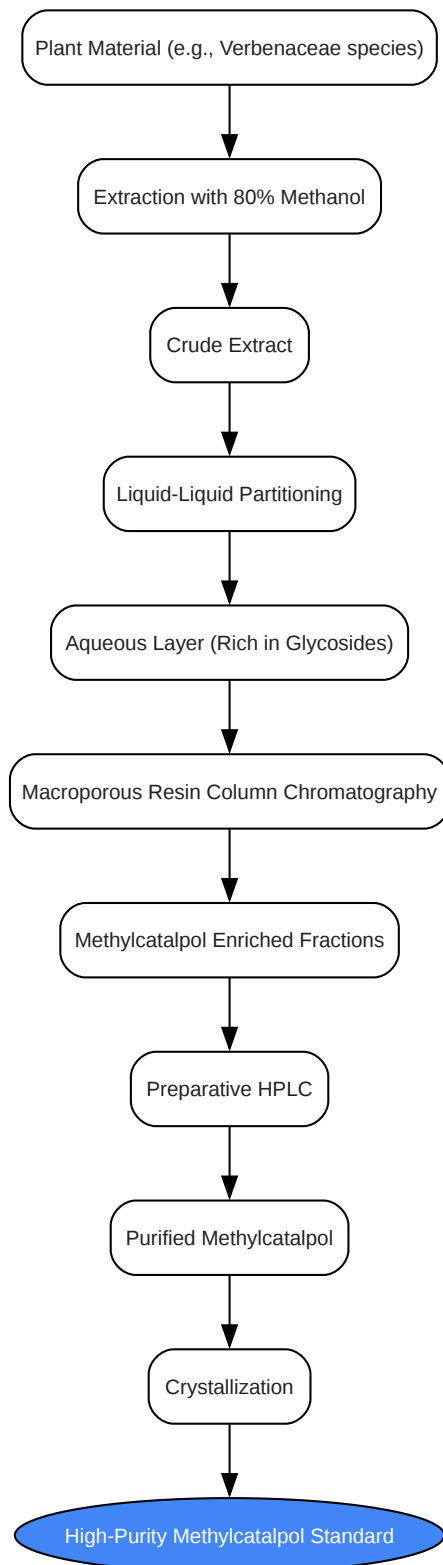 Plant Material (e.g., Verbenaceae species)
Extraction with 80% Methanol
Crude Extract
Liquid-Liquid Partitioning
Aqueous Layer (Rich in Glycosides)
Macroporous Resin Column Chromatography
Methylcatalpol Enriched Fractions
Preparative HPLC
Purified Methylcatalpol
Crystallization
High-Purity Methylcatalpol Standard